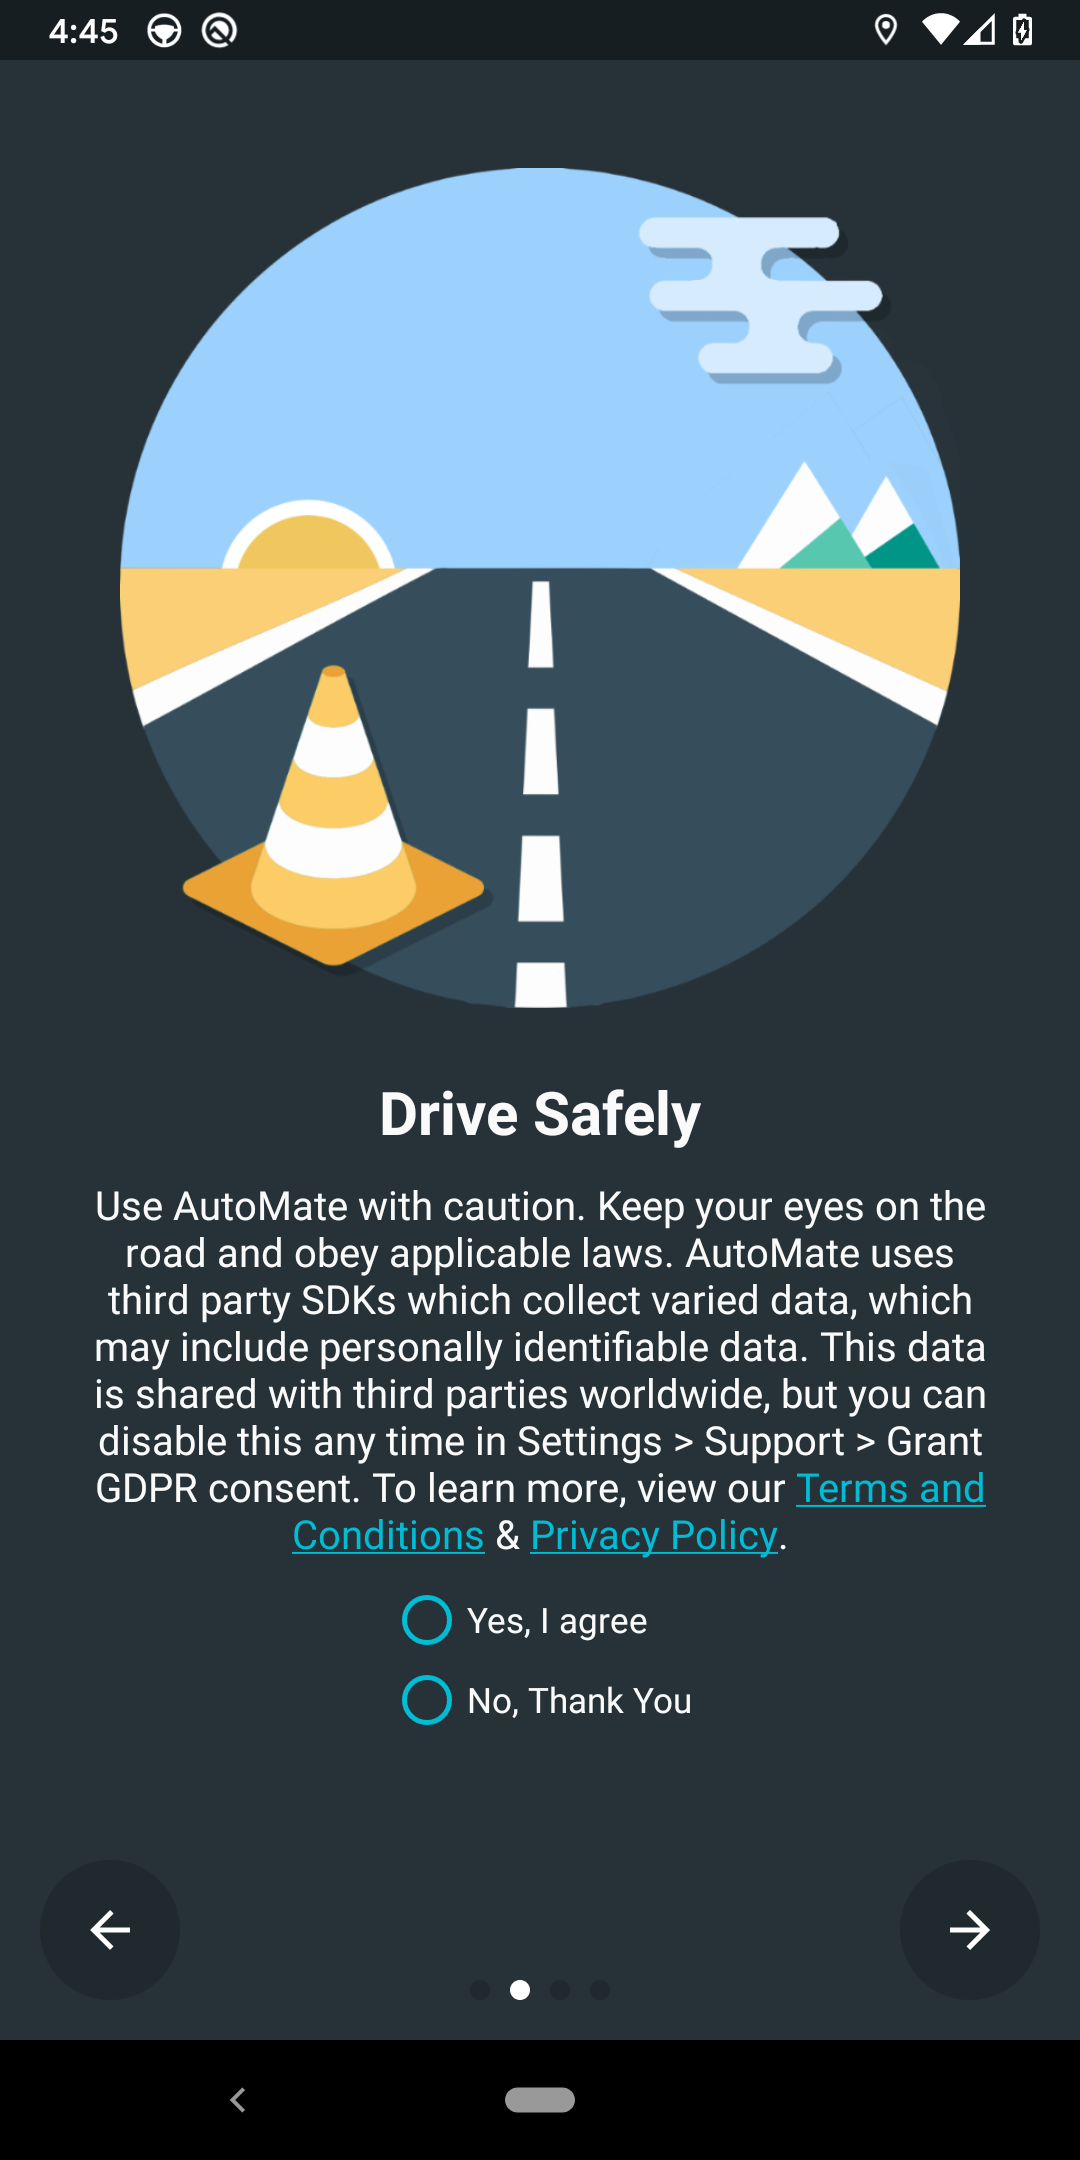 4:45
Drive Safely
Use AutoMate with caution. Keep your eyes on the
road and obey applicable laws. AutoMate uses
third party SDKs which collect varied data, which
may include personally identifiable data. This data
is shared with third parties worldwide, but you can
disable this any time in Settings > Support > Grant
GDPR consent. To learn more, view our Terms and
Conditions & Privacy Policy.
Yes, I agree
No, Thank You